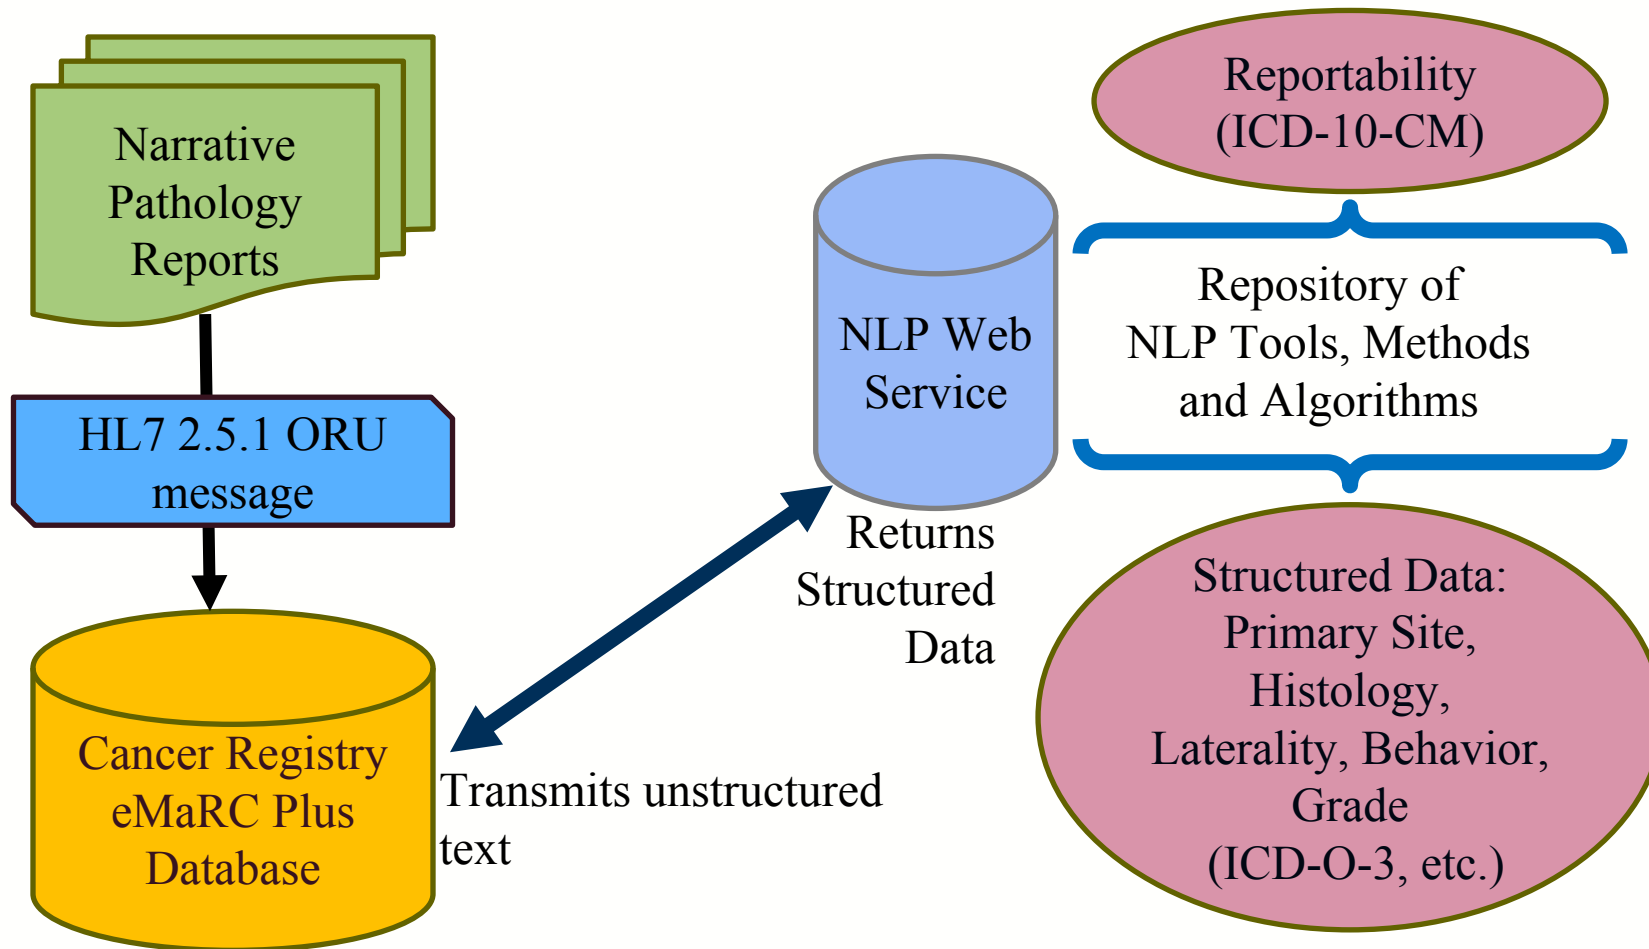 Narrative
Pathology
Reports
HL7 2.5.1 ORU
message
Cancer Registry
eMaRC Plus
Database
Transmits unstructured
text
Returns
Structured
Data
NLP Web
Service
Reportability
(ICD-10-CM)
Repository of
NLP Tools, Methods
and Algorithms
Structured Data:
Primary Site,
Histology,
Laterality, Behavior,
Grade
(ICD-O-3, etc.)